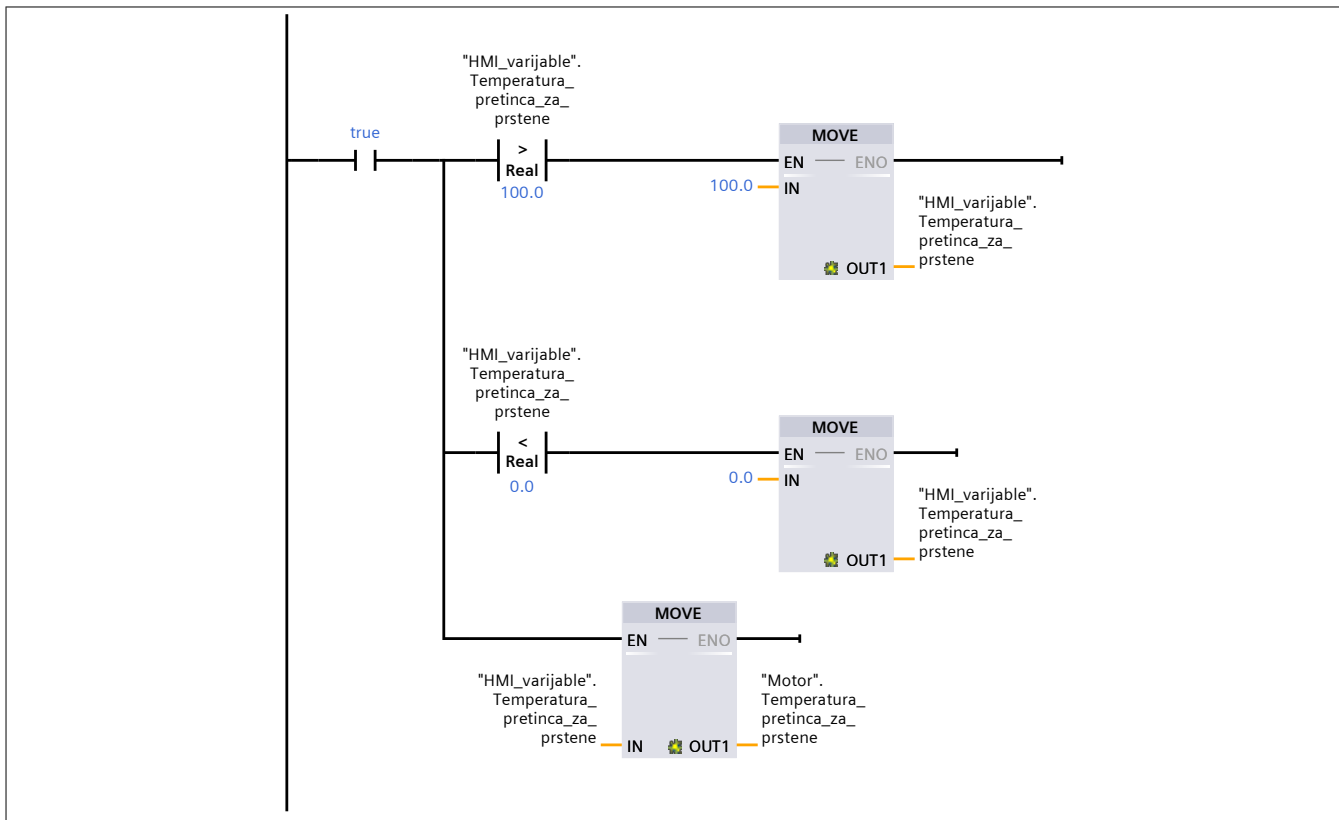 "HMI_varijable".
Temperatura_
pretinca_za_
prstene
true
>
Real
100.0
MOVE
EN
ENO
100.0
IN
OUT1
"HMI_varijable".
Temperatura_
pretinca_za_
prstene
"HMI_varijable".
Temperatura_
pretinca_za_
prstene
<
Real
0.0
MOVE
EN
ENO
0.0
IN
OUT1
"HMI_varijable".
Temperatura_
pretinca_za_
prstene
MOVE
EN
ENO
"HMI_varijable".
Temperatura_
pretinca_za_
prstene
IN
OUT1
"Motor".
Temperatura_
pretinca_za_
prstene